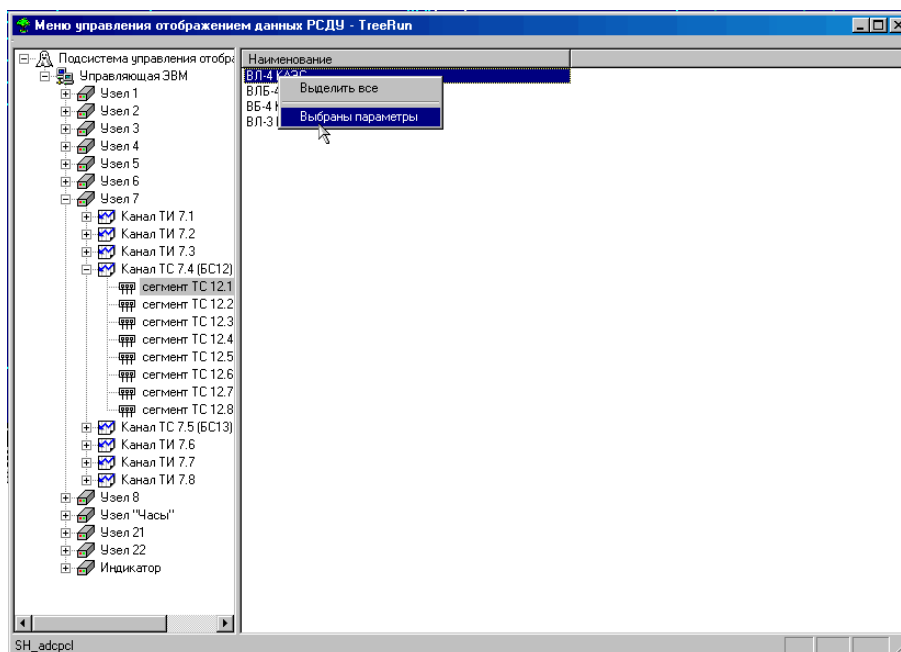 Меню управления отображением данных РСДУ - TreeRun
Подсистема управления отобра
Управляющая ЭВМ
Узел 1
Узел 2
Узел 3
Узел 4
Узел 5
Узел 6
Узел 7
Канал ТИ 7.1
Канал ТИ 7.2
Канал ТИ 7.3
Канал ТС 7.4 (БС12)
сегмент ТС 12.1
сегмент ТС 12.2
сегмент ТС 12.3
сегмент ТС 12.4
сегмент ТС 12.5
сегмент ТС 12.6
сегмент ТС 12.7
сегмент ТС 12.8
Канал ТС 7.5 (БС13)
Канал ТИ 7.6
Канал ТИ 7.7
Канал ТИ 7.8
Узел 8
Узел "Часы"
Узел 21
Узел 22
Индикатор
Наименование
ВЛ-4
ВЛБ-4
ВБ-4
ВЛ-3
Выделить все
Выбраны параметры
SH_adcpcl